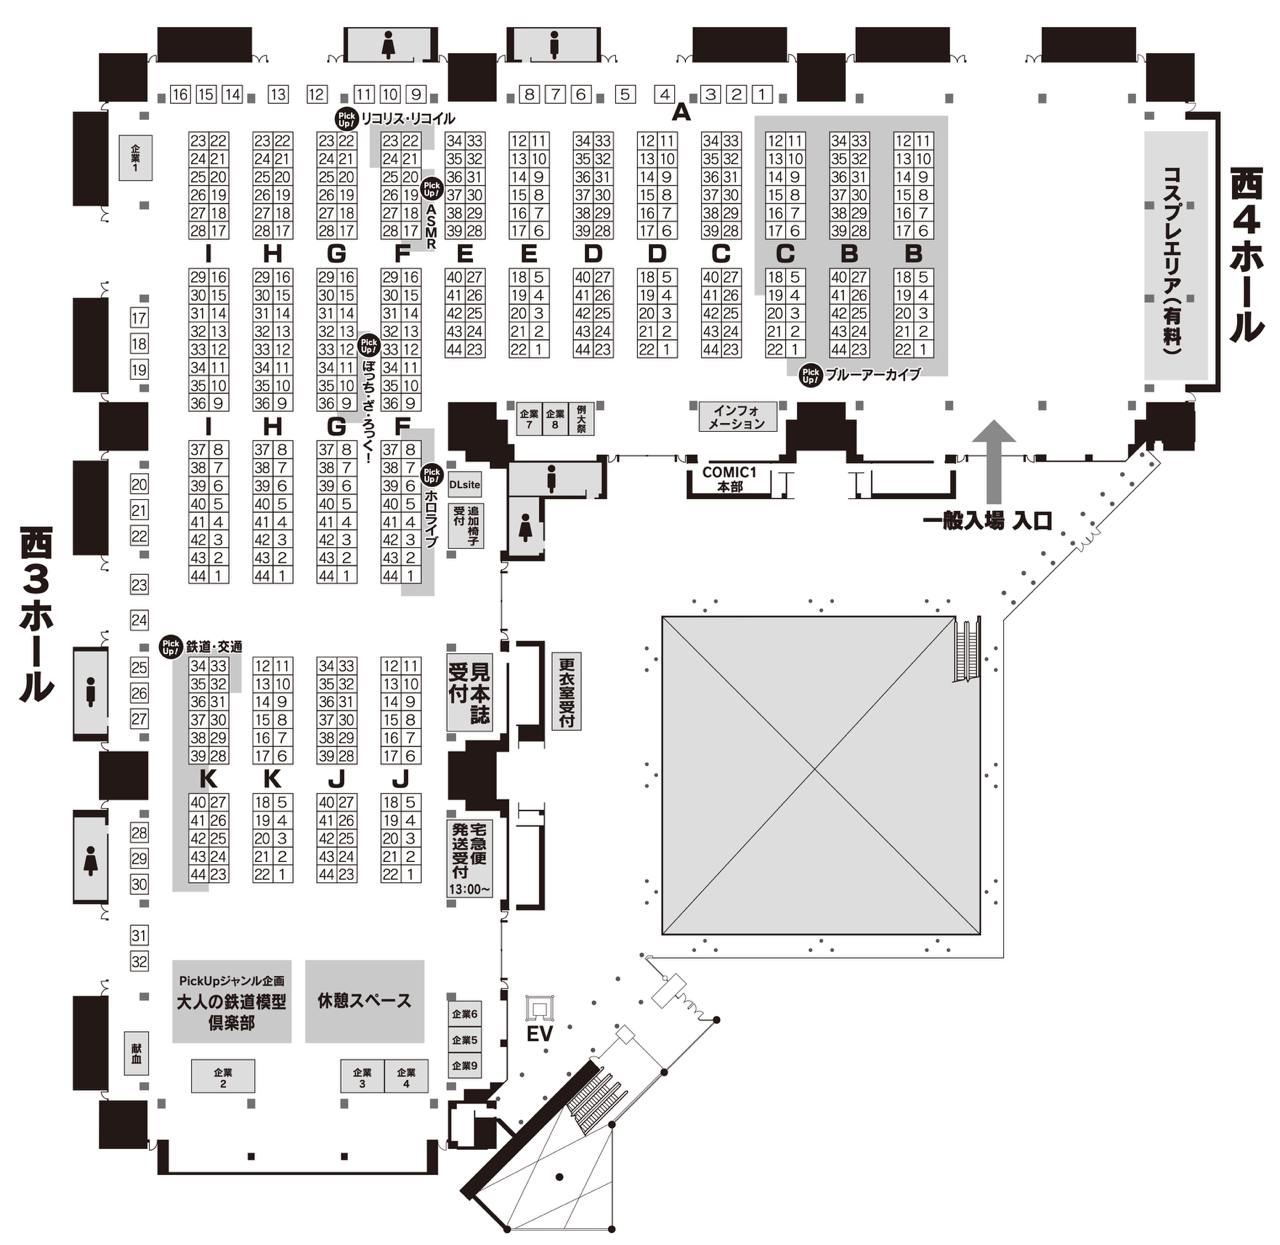 16 15 14 13 12 11 10 9 8 7 6 5 4 3 2 1
A
Pick Up! リコリス・リコイル
企業1
23 22 23 22 23 22 23 22 34 33 12 11 34 33 12 11 34 33 12 11 34 33 12 11
24 21 24 21 24 21 24 21 35 32 13 10 35 32 13 10 35 32 13 10 35 32 13 10
25 20 25 20 25 20 25 20 36 31 14 9 36 31 14 9 36 31 14 9 36 31 14 9
26 19 26 19 26 19 26 19 37 30 15 8 37 30 15 8 37 30 15 8 37 30 15 8
27 18 27 18 27 18 27 18 38 29 16 7 38 29 16 7 38 29 16 7 38 29 16 7
28 17 28 17 28 17 28 17 39 28 17 6 39 28 17 6 39 28 17 6 39 28 17 6
Pick Up! ASMR
I H G F E E D D C C B B
29 16 29 16 29 16 29 16 40 27 18 5 40 27 18 5 40 27 18 5 40 27 18 5
30 15 30 15 30 15 30 15 41 26 19 4 41 26 19 4 41 26 19 4 41 26 19 4
31 14 31 14 31 14 31 14 42 25 20 3 42 25 20 3 42 25 20 3 42 25 20 3
32 13 32 13 32 13 32 13 43 24 21 2 43 24 21 2 43 24 21 2 43 24 21 2
33 12 33 12 33 12 33 12 44 23 22 1 44 23 22 1 44 23 22 1 44 23 22 1
34 11 34 11 34 11 34 11
35 10 35 10 35 10 35 10
36 9 36 9 36 9 36 9
Pick Up! ぼっち・ざ・ろっく!
Pick Up! ブルーアーカイブ
コスプレエリア(有料)
西4ホール
17
18
19
I H G F
企業7
企業8
例大祭
インフォ
メーション
COMIC1
本部
一般入場 入口
37 8 37 8 37 8 37 8
38 7 38 7 38 7 38 7
39 6 39 6 39 6 39 6
40 5 40 5 40 5 40 5
41 4 41 4 41 4 41 4
42 3 42 3 42 3 42 3
43 2 43 2 43 2 43 2
44 1 44 1 44 1 44 1
Pick Up! ホロライブ
DLsite
追加椅子
受付
20
21
22
23
24
西3ホール
Pick Up! 鉄道・交通
25
26
27
34 33 12 11 34 33 12 11
35 32 13 10 35 32 13 10
36 31 14 9 36 31 14 9
37 30 15 8 37 30 15 8
38 29 16 7 38 29 16 7
39 28 17 6 39 28 17 6
K K J J
40 27 18 5 40 27 18 5
41 26 19 4 41 26 19 4
42 25 20 3 42 25 20 3
43 24 21 2 43 24 21 2
44 23 22 1 44 23 22 1
見本誌
受付
更衣室受付
宅急便
発送受付
13:00〜
28
29
30
31
32
PickUpジャンル企画
大人の鉄道模型
倶楽部
休憩スペース
企業6
企業5
企業9
EV
献血
企業2
企業3
企業4